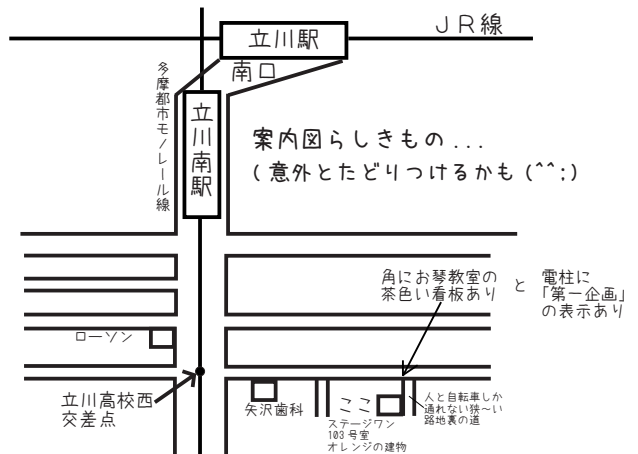 JR線
立川駅
南口
多摩都市モノレール線
立川南駅
案内図らしきもの...
(意外とたどりつけるかも(^^;)
角にお琴教室の
茶色い看板あり
と
電柱に
「第一企画」
の表示あり
ローソン
立川高校西
交差点
矢沢歯科
ここ
ステージワン
103号室
オレンジの建物
人と自転車しか
通れない狭~い
路地裏の道